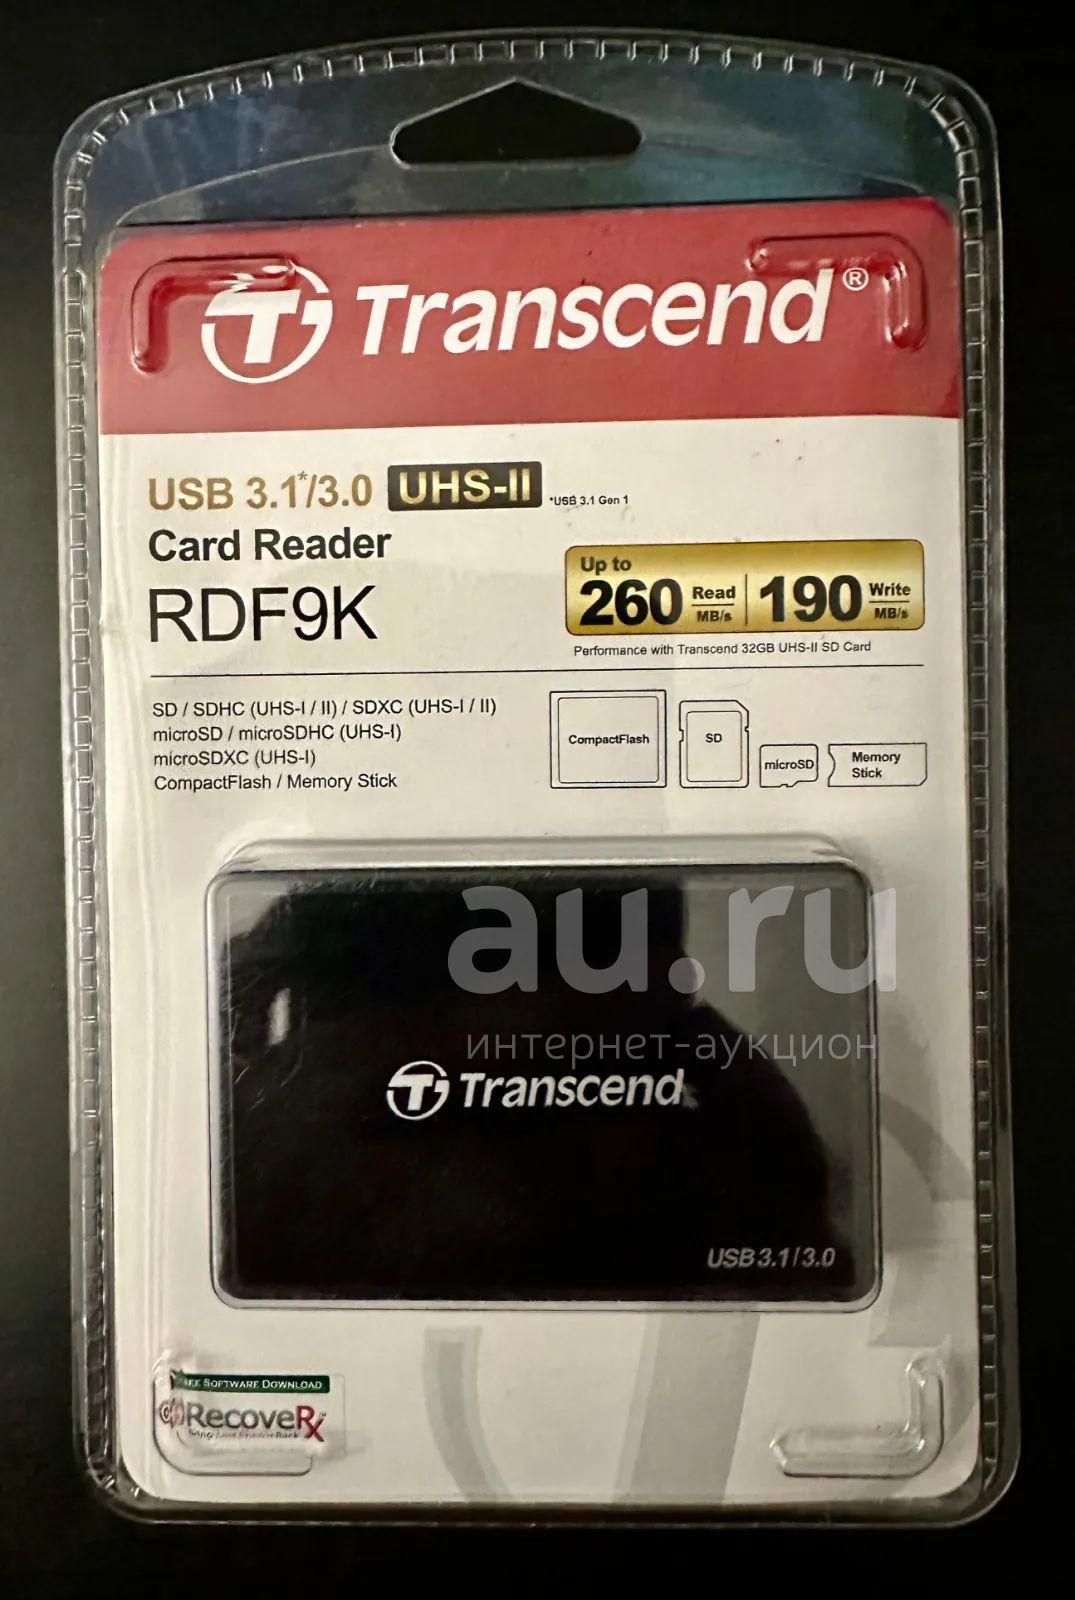 Transcend®
USB 3.1*/3.0 UHS-II *USB 3.1 Gen 1
Card Reader
RDF9K
Up to
260 Read MB/s 190 Write MB/s
Performance with Transcend 32GB UHS-II SD Card
SD / SDHC (UHS-I / II) / SDXC (UHS-I / II)
microSD / microSDHC (UHS-I)
microSDXC (UHS-I)
CompactFlash / Memory Stick
CompactFlash
SD
microSD
Memory Stick
au.ru
интернет-аукцион
Transcend
USB3.1/3.0
Free Software Download
RecoveRx